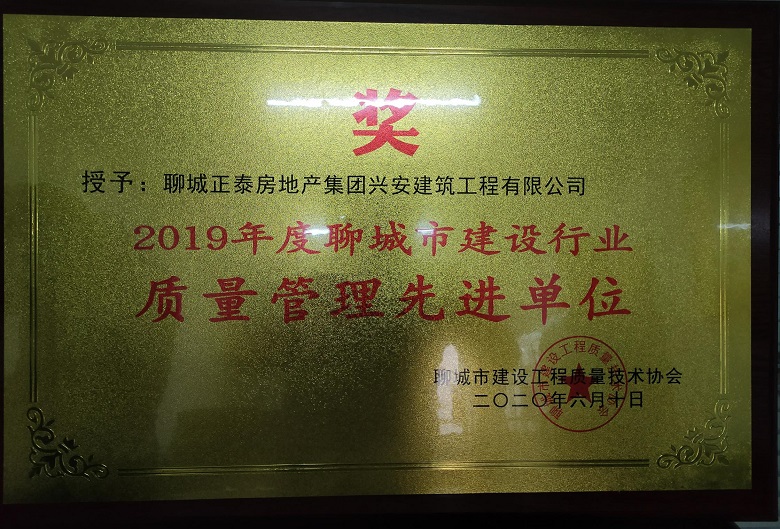 奖
授予：聊城正泰房地产集团兴安建筑工程有限公司
2019年度聊城市建设行业
质量管理先进单位
聊城市建设工程质量技术协会
二〇二〇年六月十日